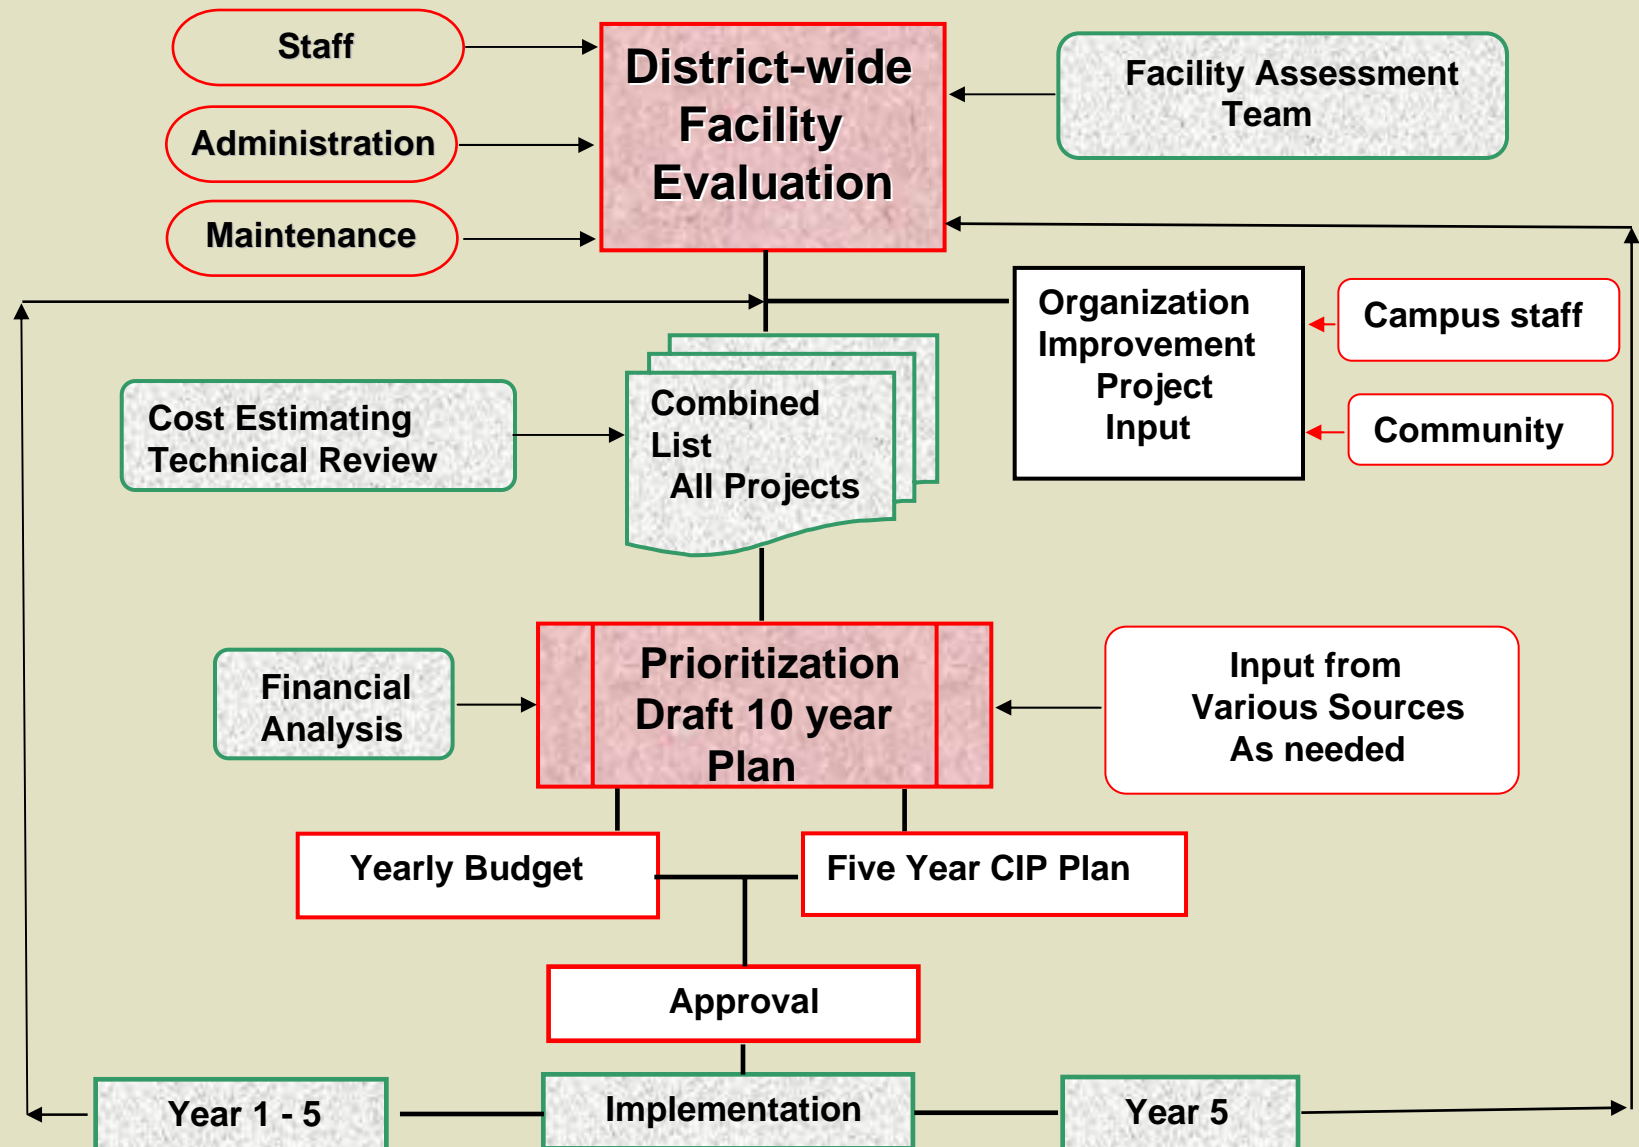 Staff
District-wide
Facility
Evaluation
Facility Assessment
Team
Administration
Maintenance
Organization
Improvement
Project
Input
Campus staff
Community
Cost Estimating
Technical Review
Combined
List
All Projects
Financial
Analysis
Prioritization
Draft 10 year
Plan
Input from
Various Sources
As needed
Yearly Budget
Five Year CIP Plan
Approval
Year 1 - 5
Implementation
Year 5